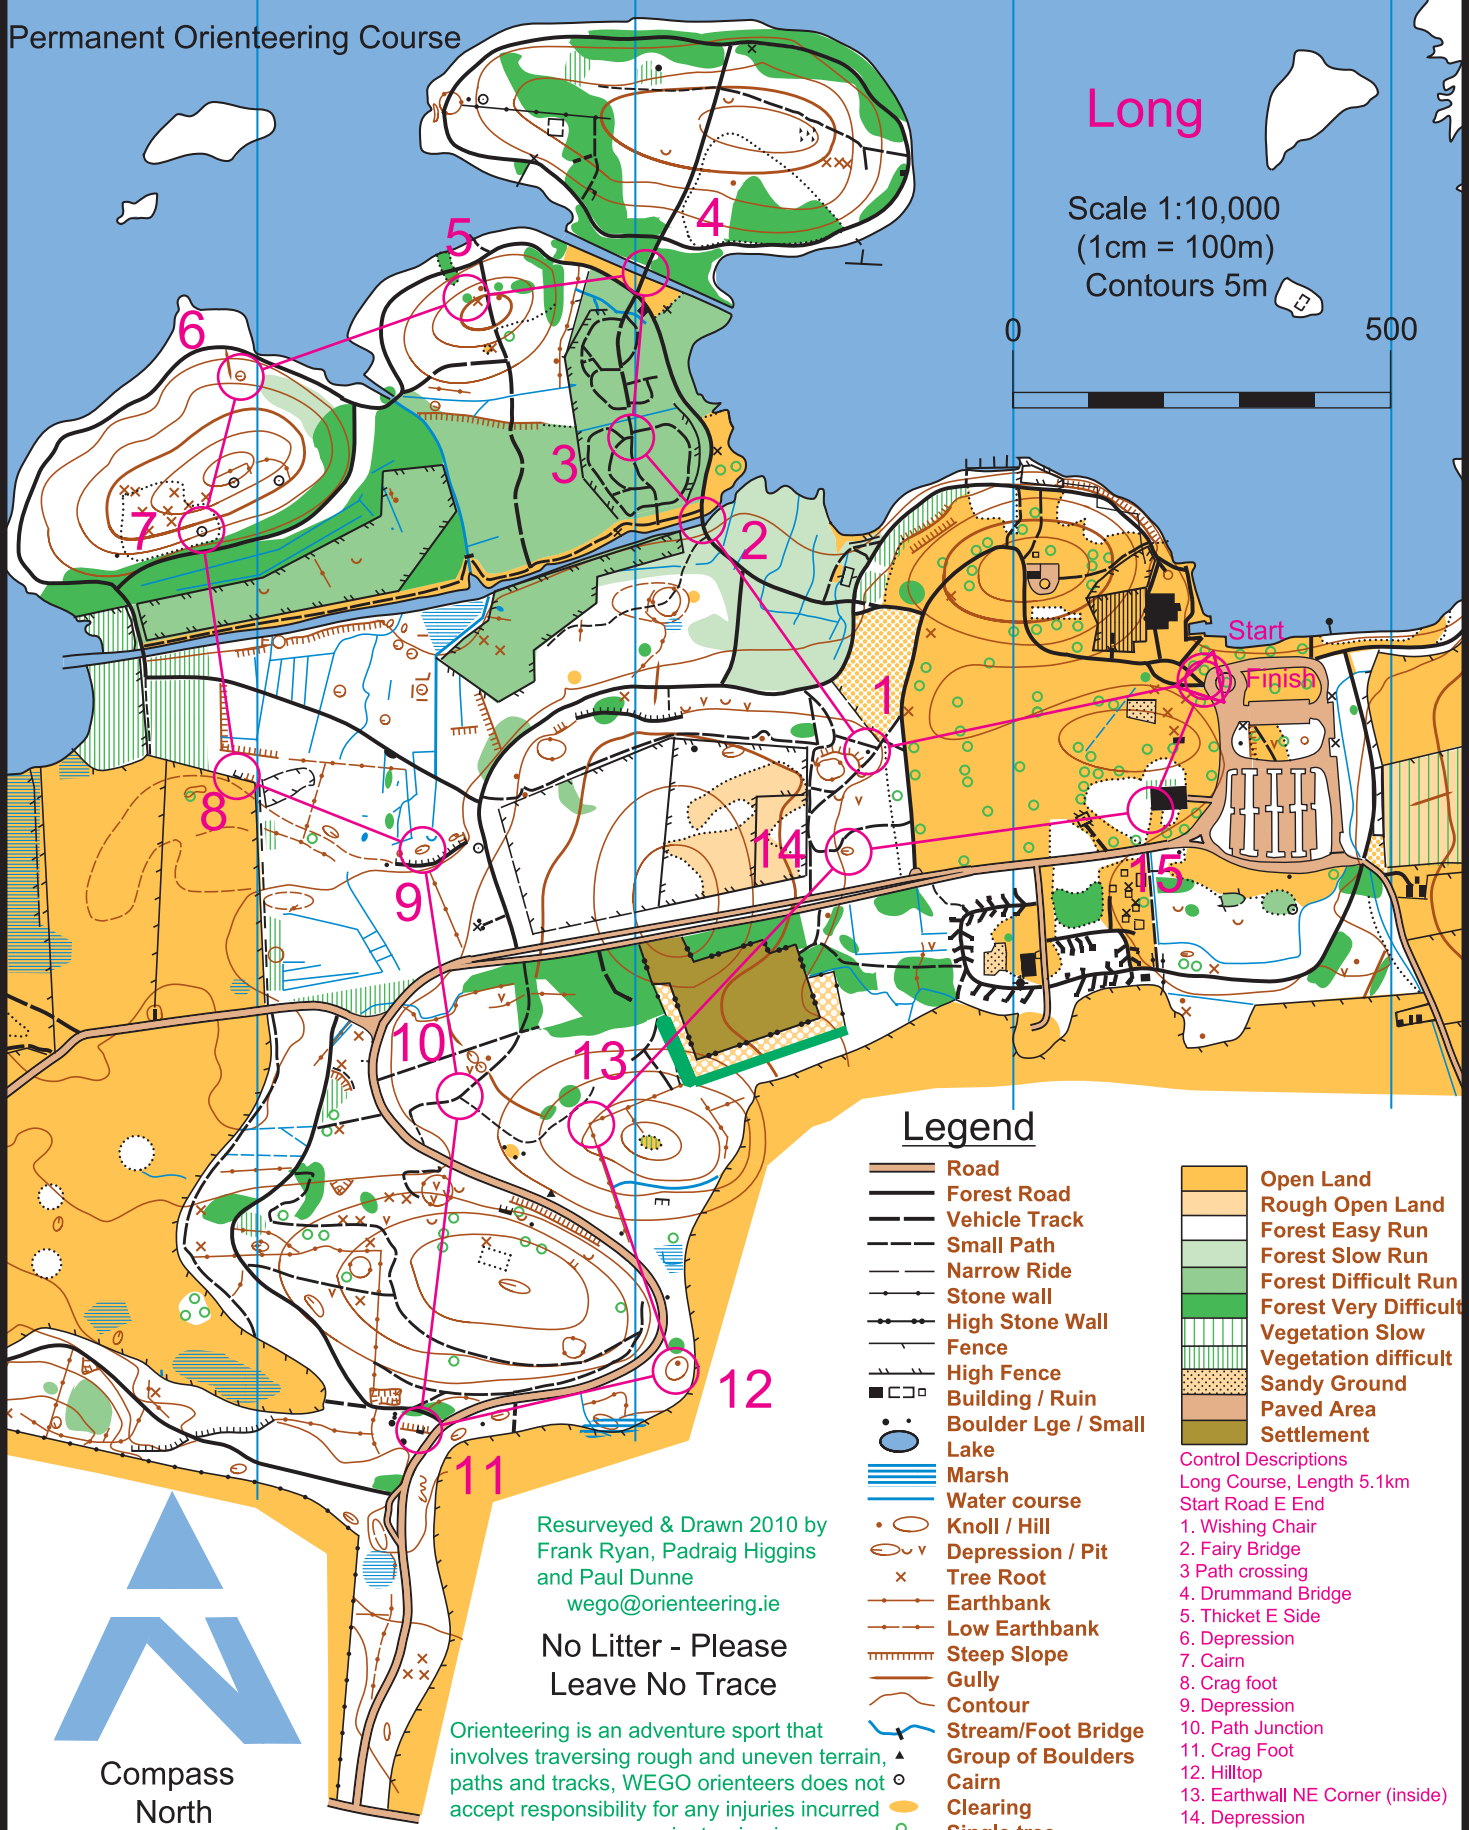 Permanent Orienteering Course
Long
Scale 1:10,000
(1cm = 100m)
Contours 5m
0
500
4
5
6
3
7
2
Start
Finish
1
8
14
15
9
10
13
12
11
Legend
Road
Forest Road
Vehicle Track
Small Path
Narrow Ride
Stone wall
High Stone Wall
Fence
High Fence
Building / Ruin
Boulder Lge / Small
Lake
Marsh
Water course
Knoll / Hill
Depression / Pit
Tree Root
Earthbank
Low Earthbank
Steep Slope
Gully
Contour
Stream/Foot Bridge
Group of Boulders
Cairn
Clearing
Single tree
Open Land
Rough Open Land
Forest Easy Run
Forest Slow Run
Forest Difficult Run
Forest Very Difficult
Vegetation Slow
Vegetation difficult
Sandy Ground
Paved Area
Settlement
Control Descriptions
Long Course, Length 5.1km
Start Road E End
1. Wishing Chair
2. Fairy Bridge
3 Path crossing
4. Drummand Bridge
5. Thicket E Side
6. Depression
7. Cairn
8. Crag foot
9. Depression
10. Path Junction
11. Crag Foot
12. Hilltop
13. Earthwall NE Corner (inside)
14. Depression
Resurveyed & Drawn 2010 by
Frank Ryan, Padraig Higgins
and Paul Dunne
wego@orienteering.ie
No Litter - Please
Leave No Trace
Orienteering is an adventure sport that
involves traversing rough and uneven terrain,
paths and tracks, WEGO orienteers does not
accept responsibility for any injuries incurred
Compass
North